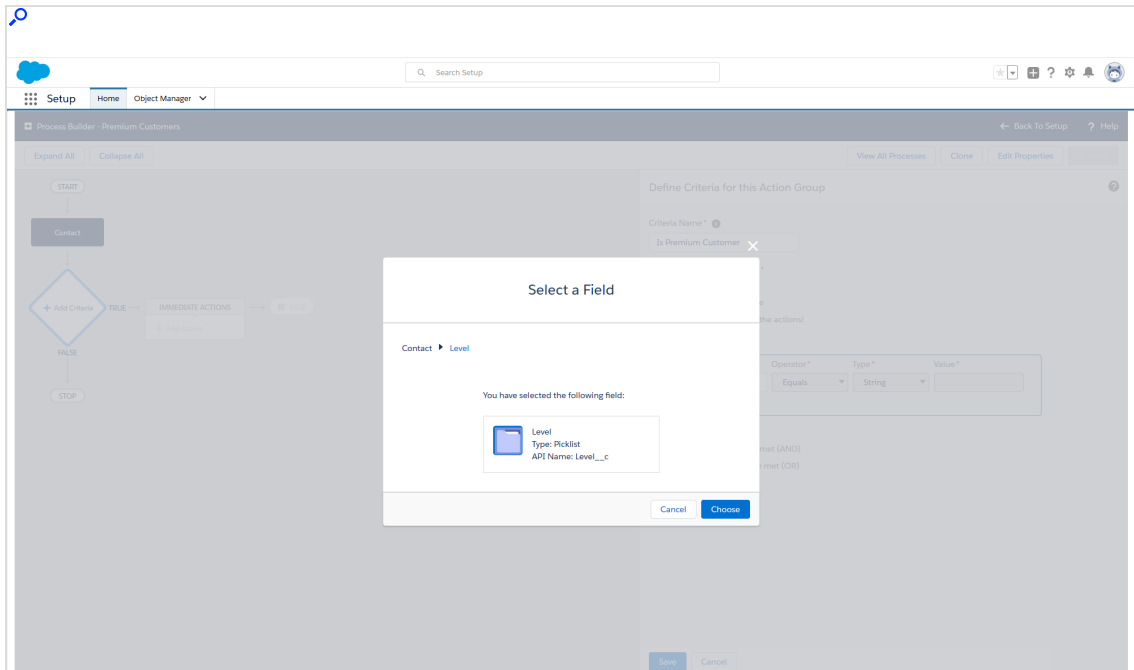 Search Setup
Setup Home Object Manager
Process Builder - Premium Customers Back To Setup ? Help
Expand All Collapse All View All Processes Clone Edit Properties
START
Define Criteria for this Action Group
Criteria Name*
Contact
Is Premium Customer
Select a Field
+ Add Criteria TRUE IMMEDIATE ACTIONS
the actions?
Contact Level
FALSE
Operator* Type* Value*
Equals String
You have selected the following field:
STOP
Level
Type: Picklist
API Name: Level__c
met (AND)
met (OR)
Cancel Choose
Save Cancel